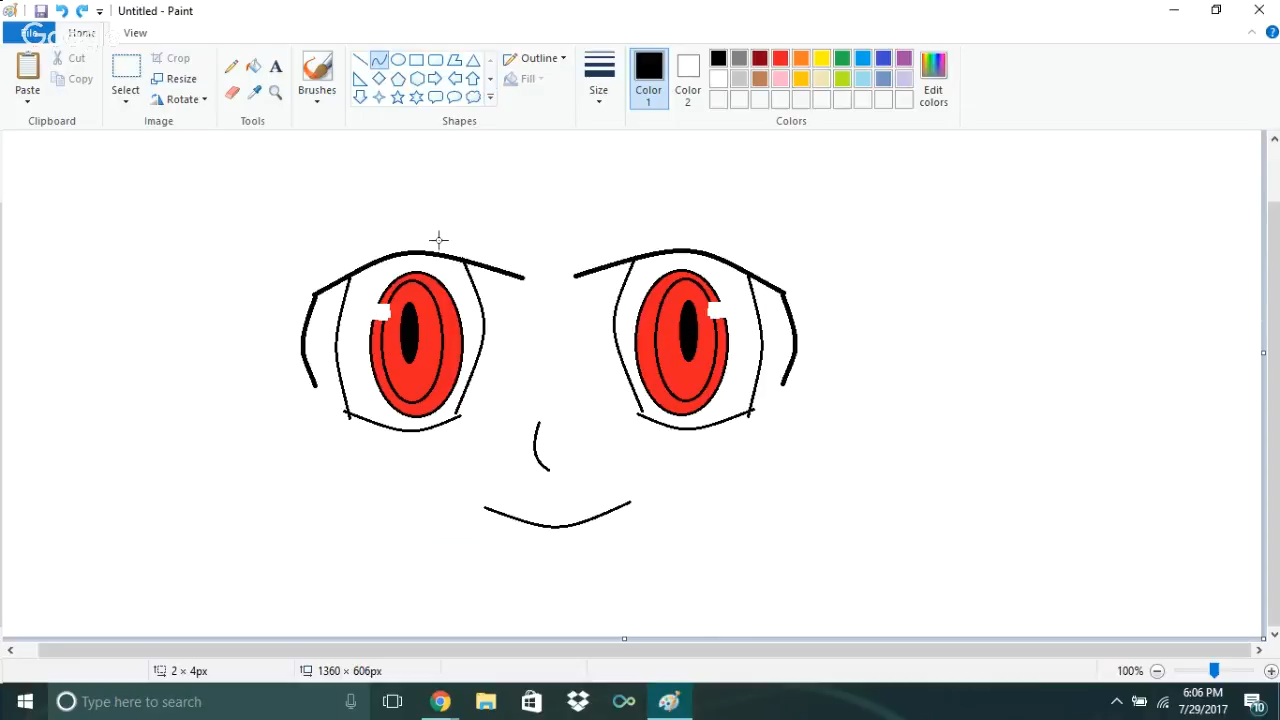 Untitled - Paint
File Home View
Paste
Cut
Copy
Clipboard
Select
Crop
Resize
Rotate
Image
Tools
Brushes
Shapes
Outline
Fill
Size
Color 1
Color 2
Edit colors
Colors
2 × 4px
1360 × 606px
100%
Type here to search
6:06 PM
7/29/2017
10